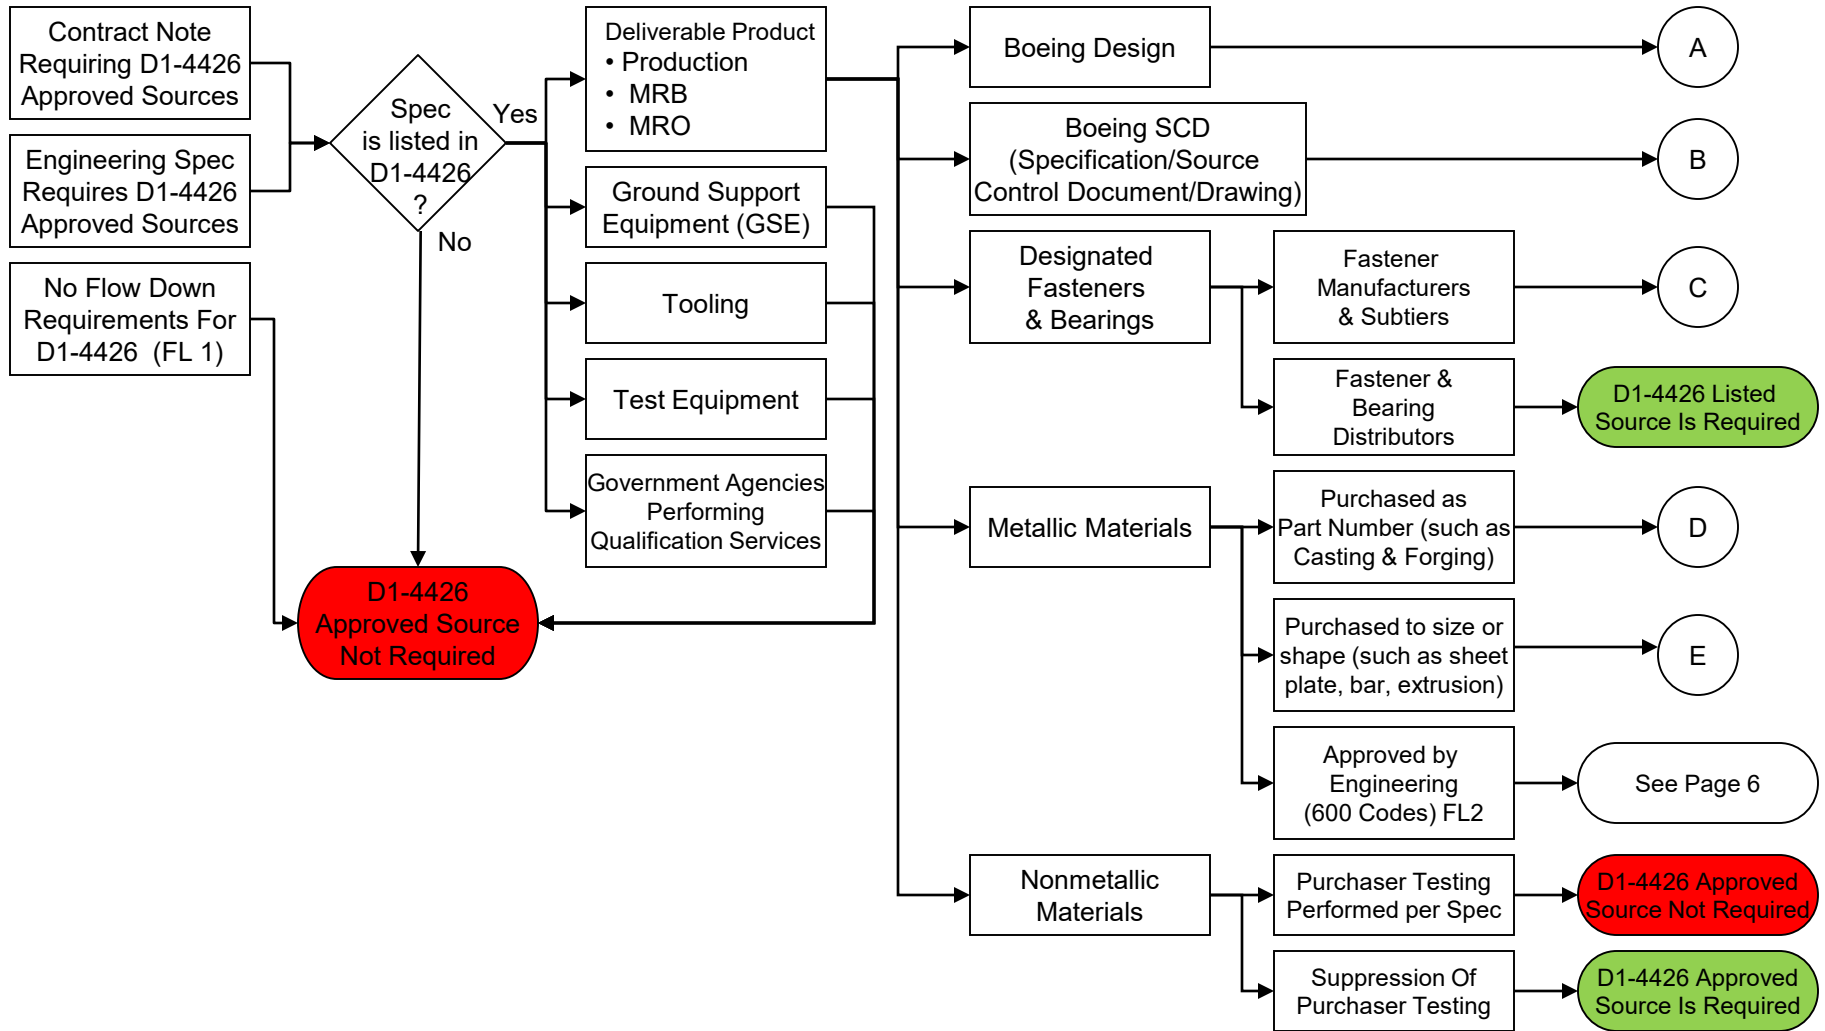 Contract Note
Requiring D1-4426
Approved Sources
Engineering Spec
Requires D1-4426
Approved Sources
No Flow Down
Requirements For
D1-4426 (FL 1)
Spec
is listed in
D1-4426
?
Yes
No
D1-4426
Approved Source
Not Required
Deliverable Product
• Production
• MRB
• MRO
Ground Support
Equipment (GSE)
Tooling
Test Equipment
Government Agencies
Performing
Qualification Services
Boeing Design
A
Boeing SCD
(Specification/Source
Control Document/Drawing)
B
Designated
Fasteners
& Bearings
Fastener
Manufacturers
& Subtiers
C
Fastener &
Bearing
Distributors
D1-4426 Listed
Source Is Required
Metallic Materials
Purchased as
Part Number (such as
Casting & Forging)
D
Purchased to size or
shape (such as sheet
plate, bar, extrusion)
E
Approved by
Engineering
(600 Codes) FL2
See Page 6
Nonmetallic
Materials
Purchaser Testing
Performed per Spec
D1-4426 Approved
Source Not Required
Suppression Of
Purchaser Testing
D1-4426 Approved
Source Is Required